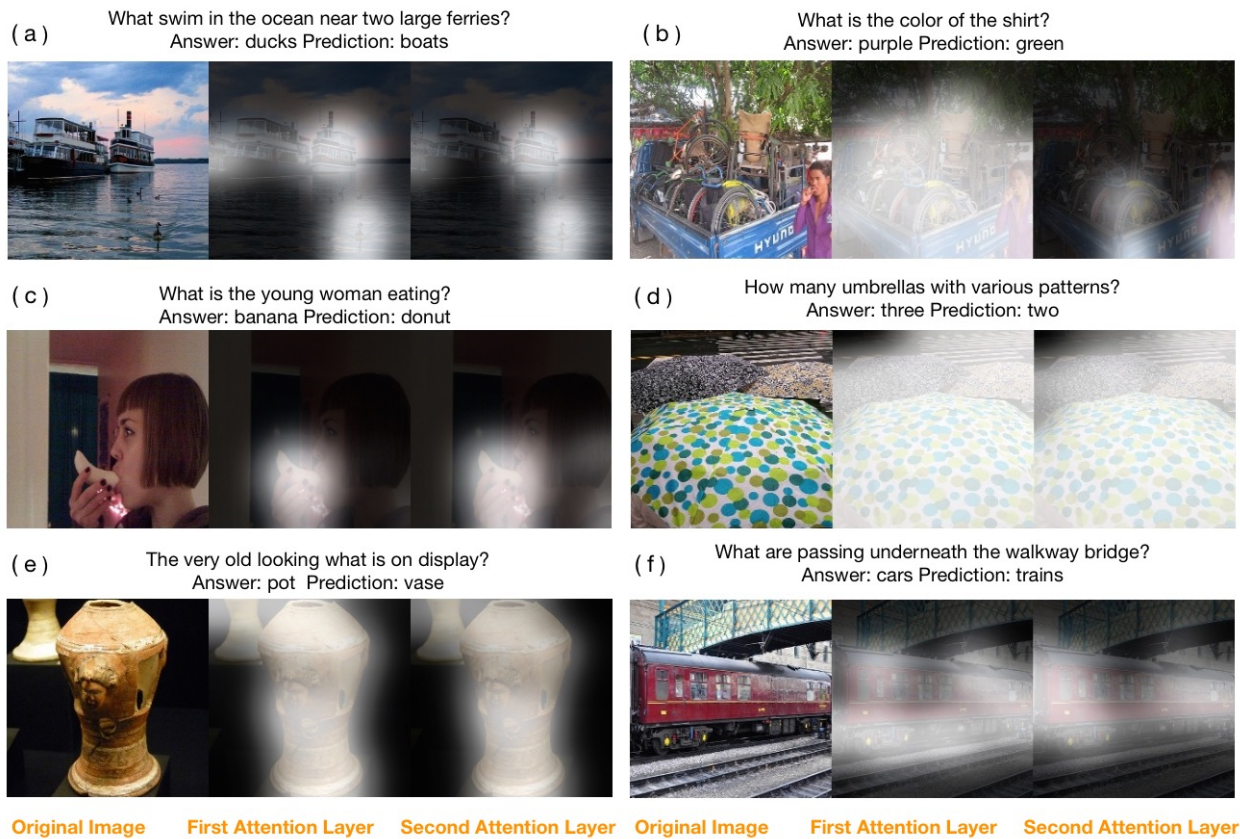 ( a )
What swim in the ocean near two large ferries?
Answer: ducks Prediction: boats
( b )
What is the color of the shirt?
Answer: purple Prediction: green
HYUND
( c )
What is the young woman eating?
Answer: banana Prediction: donut
( d )
How many umbrellas with various patterns?
Answer: three Prediction: two
( e )
The very old looking what is on display?
Answer: pot Prediction: vase
( f )
What are passing underneath the walkway bridge?
Answer: cars Prediction: trains
Original Image First Attention Layer Second Attention Layer Original Image First Attention Layer Second Attention Layer